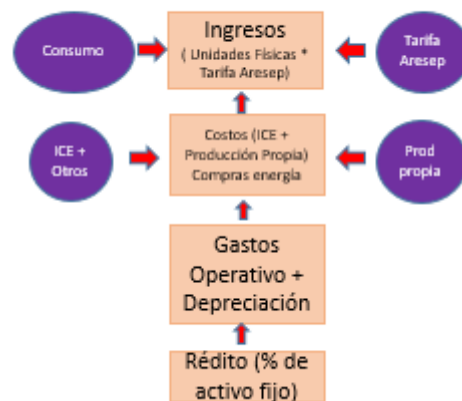 Consumo
Ingresos
( Unidades Físicas *
Tarifa Aresep)
Tarifa
Aresep
ICE +
Otros
Costos (ICE +
Producción Propia)
Compras energía
Prod
propia
Gastos
Operativo +
Depreciación
Rédito (% de
activo fijo)